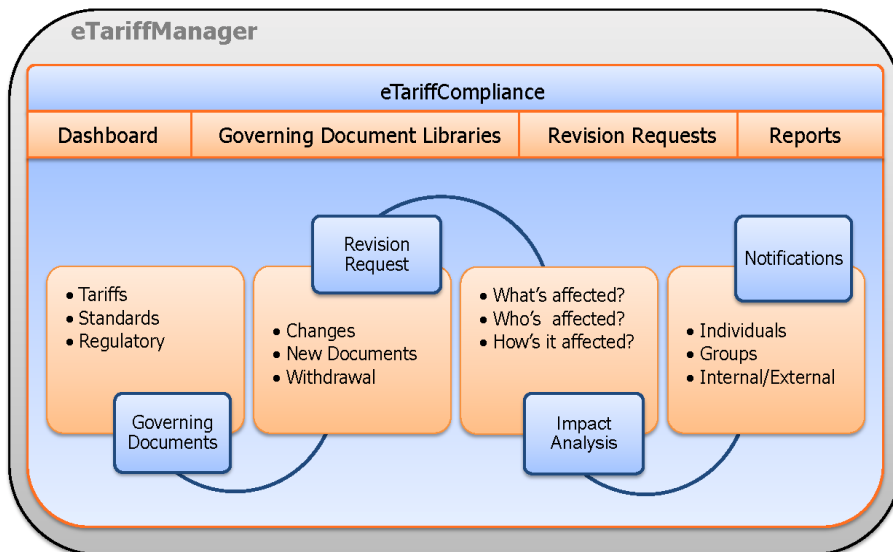 eTariffManager
eTariffCompliance
Dashboard
Governing Document Libraries
Revision Requests
Reports
• Tariffs
• Standards
• Regulatory
Governing
Documents
Revision
Request
• Changes
• New Documents
• Withdrawal
• What's affected?
• Who's  affected?
• How's it affected?
Impact
Analysis
Notifications
• Individuals
• Groups
• Internal/External